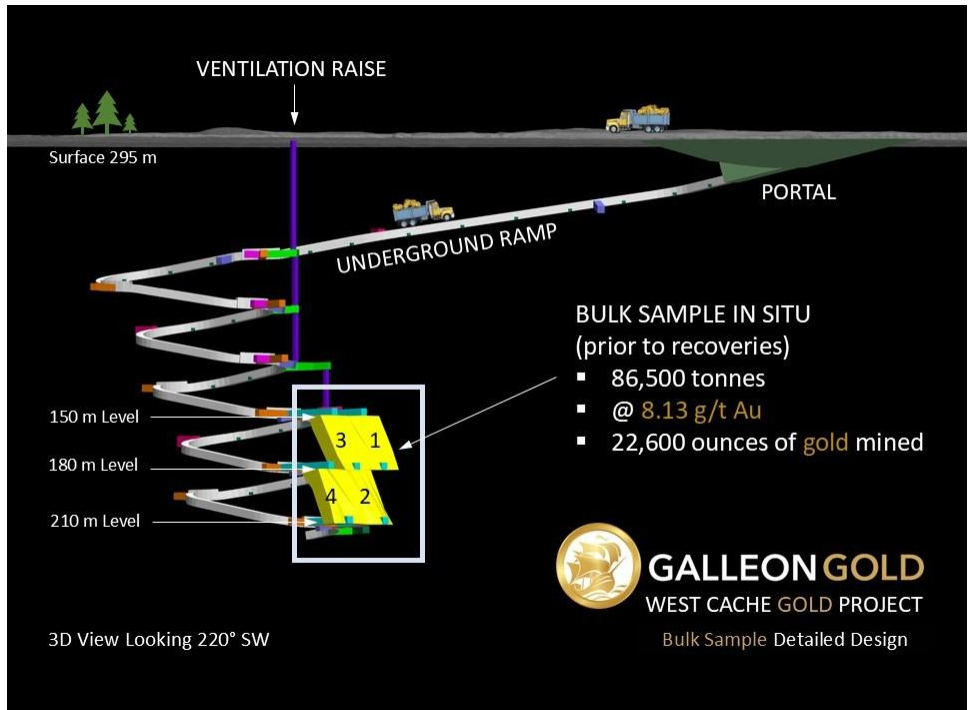 VENTILATION RAISE
Surface 295 m
PORTAL
UNDERGROUND RAMP
BULK SAMPLE IN SITU
(prior to recoveries)
▪ 86,500 tonnes
▪ @ 8.13 g/t Au
▪ 22,600 ounces of gold mined
150 m Level
3 1
180 m Level
4 2
210 m Level
GALLEON GOLD
WEST CACHE GOLD PROJECT
3D View Looking 220° SW
Bulk Sample Detailed Design